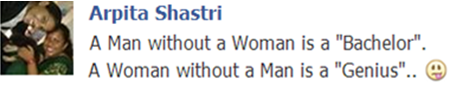 Arpita Shastri
A Man without a Woman is a "Bachelor".
A Woman without a Man is a "Genius"..